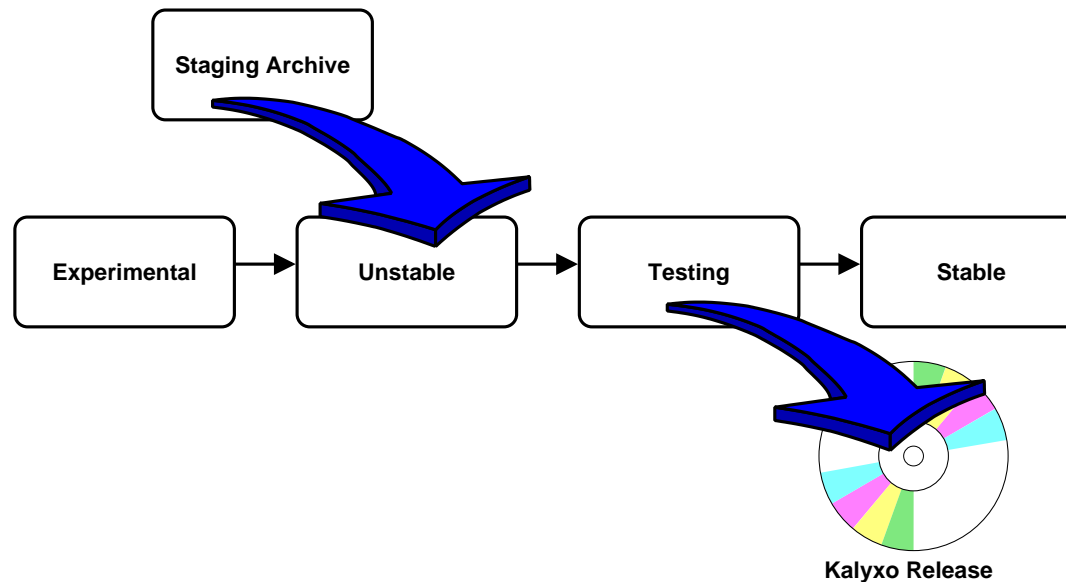 Staging Archive
Experimental
Unstable
Testing
Stable
Kalyxo Release